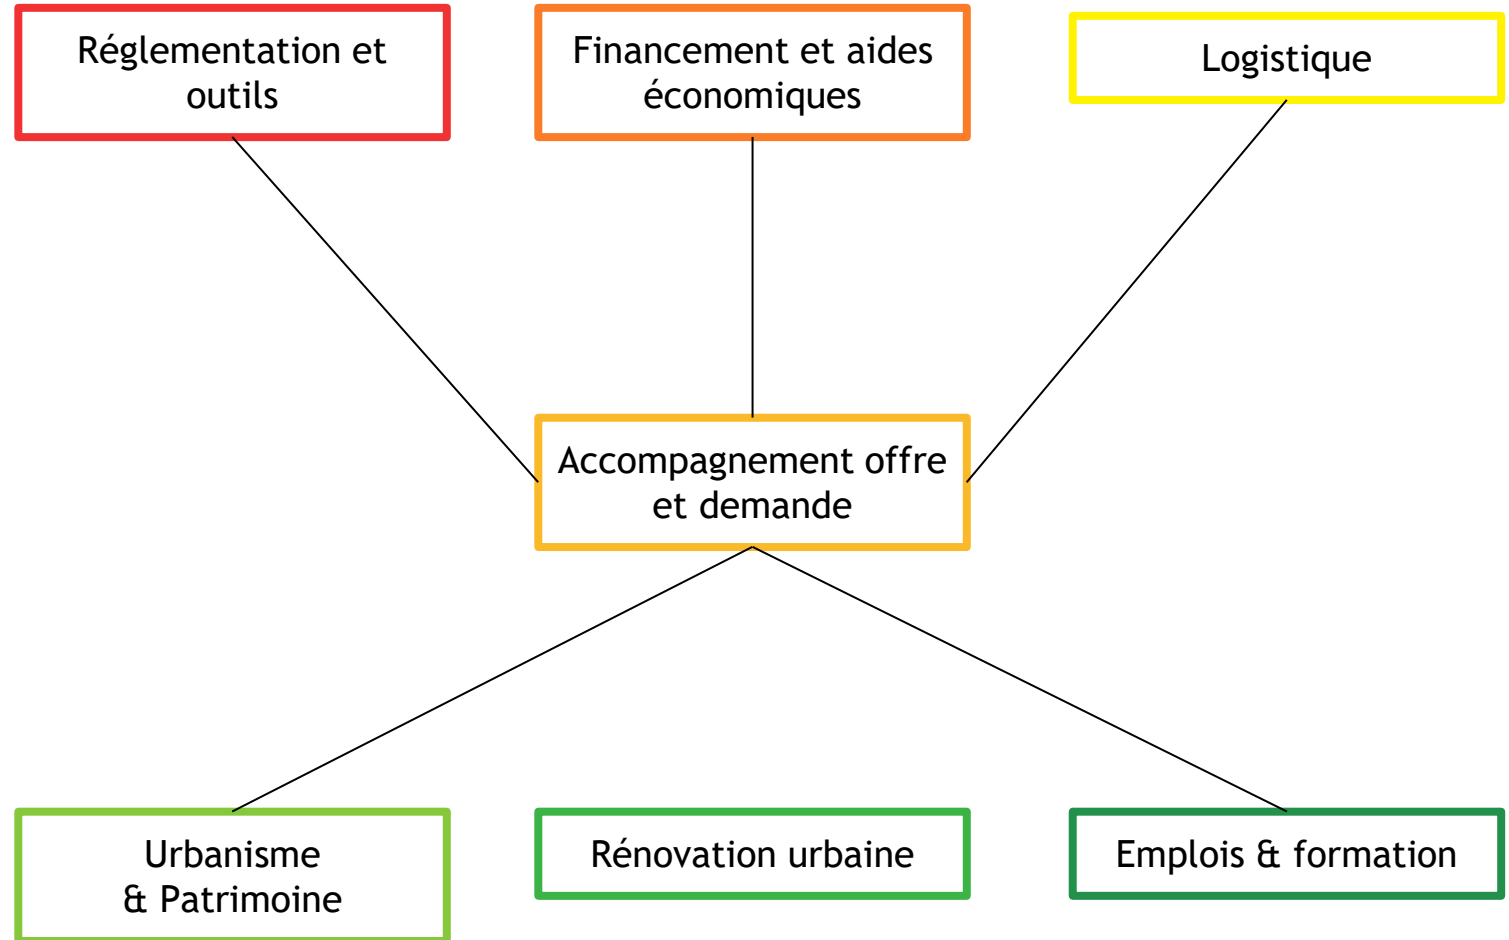 Réglementation et
outils
Financement et aides
économiques
Logistique
Accompagnement offre
et demande
Urbanisme
& Patrimoine
Rénovation urbaine
Emplois & formation